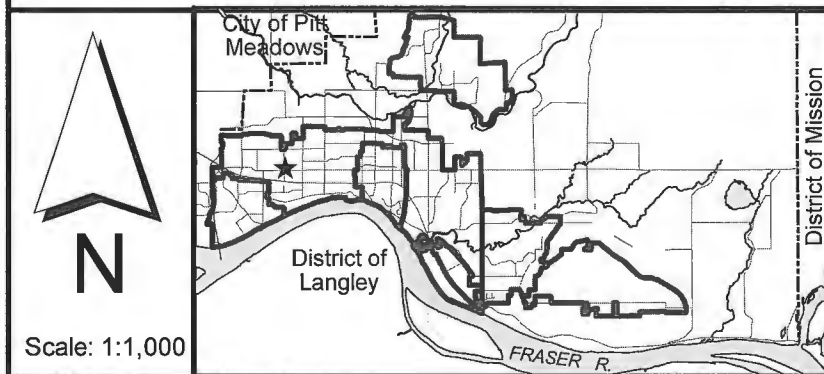 City of Pitt
Meadows
District of
Langley
District of Mission
FRASER R.
N
Scale: 1:1,000